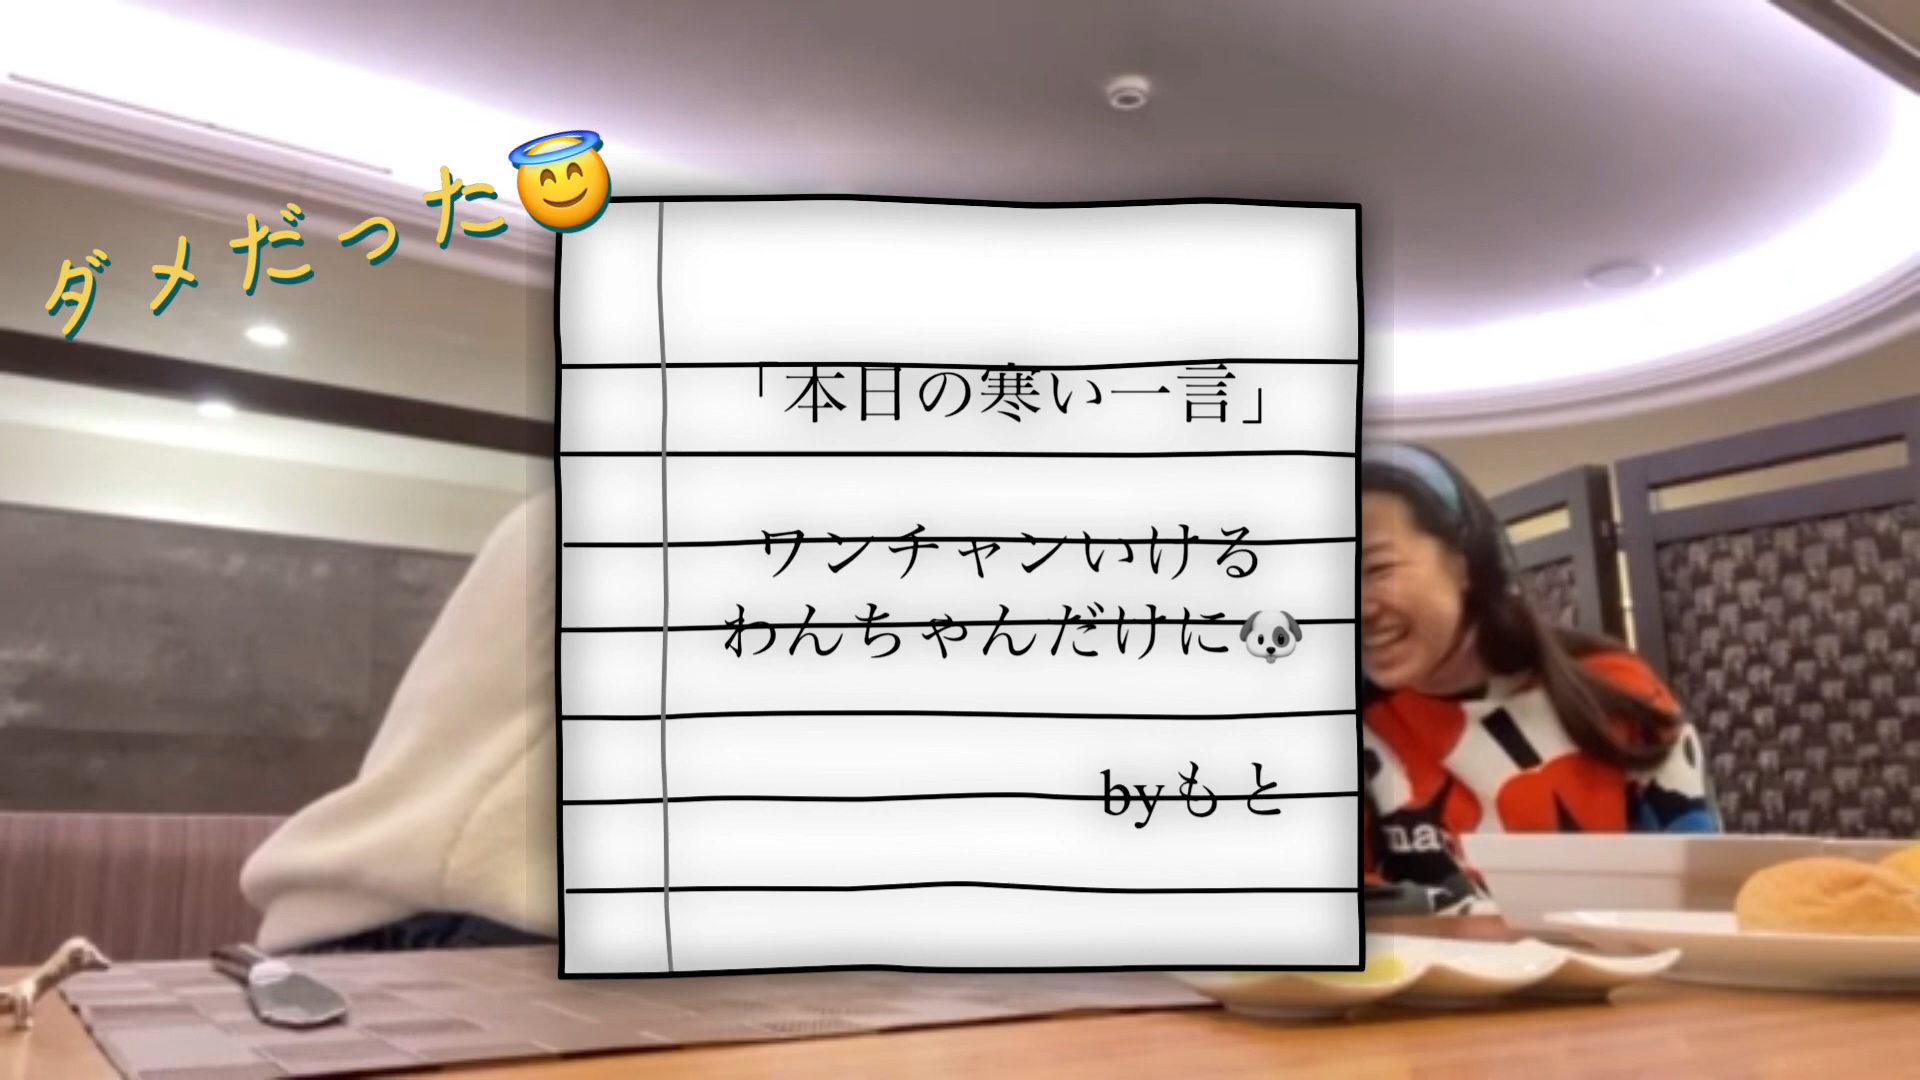 ダメだった😇
「本日の寒い一言」
ワンチャンいける
わんちゃんだけに🐶
byもと
na